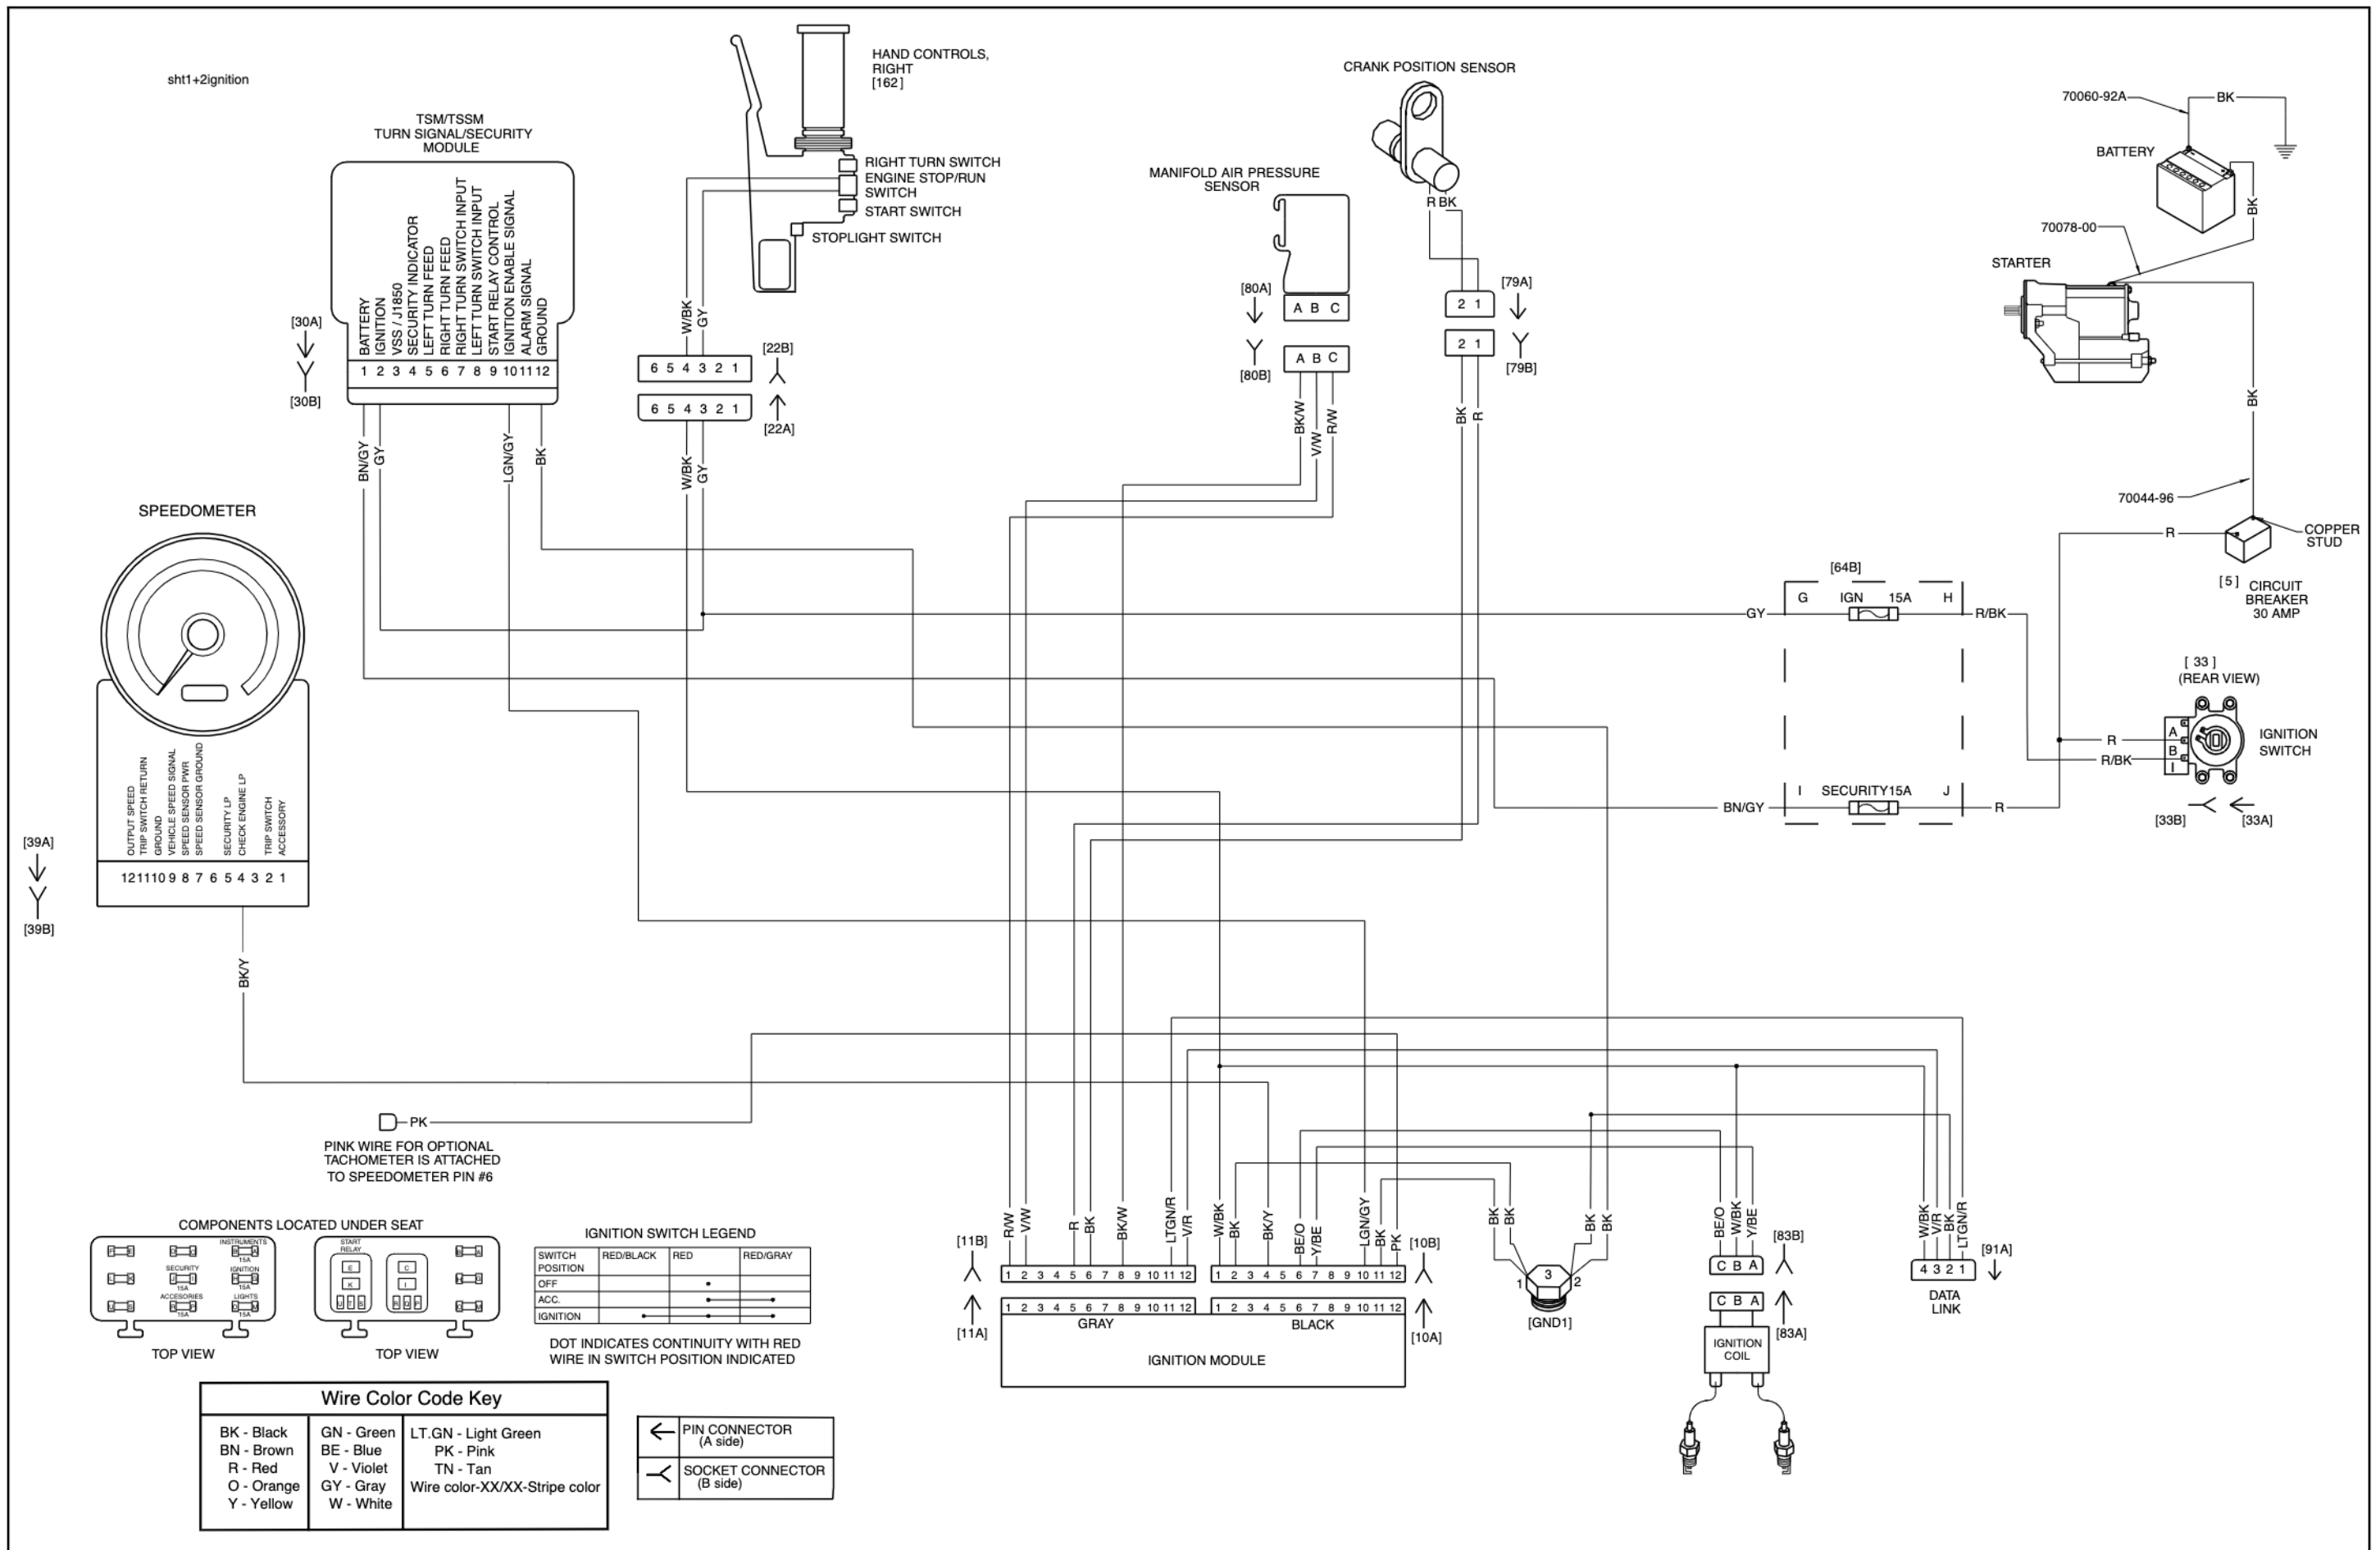 sht1+2ignition
HAND CONTROLS,
RIGHT
[162]
RIGHT TURN SWITCH
ENGINE STOP/RUN
SWITCH
START SWITCH
STOPLIGHT SWITCH
TSM/TSSM
TURN SIGNAL/SECURITY
MODULE
BATTERY
IGNITION
VSS / J1850
SECURITY INDICATOR
LEFT TURN FEED
RIGHT TURN FEED
RIGHT TURN SWITCH INPUT
LEFT TURN SWITCH INPUT
START RELAY CONTROL
IGNITION ENABLE SIGNAL
ALARM SIGNAL
GROUND
1 2 3 4 5 6 7 8 9 10 11 12
[30A]
[30B]
BN/GY
GY
LGN/GY
BK
W/BK
GY
6 5 4 3 2 1
[22B]
6 5 4 3 2 1
[22A]
W/BK
GY
MANIFOLD AIR PRESSURE
SENSOR
[80A]
A B C
A B C
[80B]
BK/W
V/W
R/W
CRANK POSITION SENSOR
R BK
[79A]
2 1
2 1
[79B]
BK
R
70060-92A
BK
BATTERY
BK
70078-00
STARTER
BK
70044-96
COPPER
STUD
R
[5]
CIRCUIT
BREAKER
30 AMP
[64B]
G IGN 15A H
GY
R/BK
I SECURITY15A J
BN/GY
R
[ 33 ]
(REAR VIEW)
A
B
I
R
R/BK
IGNITION
SWITCH
[33B]
[33A]
SPEEDOMETER
OUTPUT SPEED
TRIP SWITCH RETURN
GROUND
VEHICLE SPEED SIGNAL
SPEED SENSOR PWR
SPEED SENSOR GROUND
SECURITY LP
CHECK ENGINE LP
TRIP SWITCH
ACCESSORY
12 11 10 9 8 7 6 5 4 3 2 1
[39A]
[39B]
BK/Y
PK
PINK WIRE FOR OPTIONAL
TACHOMETER IS ATTACHED
TO SPEEDOMETER PIN #6
COMPONENTS LOCATED UNDER SEAT
INSTRUMENTS
15A
SECURITY
15A
IGNITION
15A
ACCESORIES
15A
LIGHTS
15A
TOP VIEW
START
RELAY
TOP VIEW
IGNITION SWITCH LEGEND
SWITCH
POSITION
RED/BLACK
RED
RED/GRAY
OFF
ACC.
IGNITION
DOT INDICATES CONTINUITY WITH RED
WIRE IN SWITCH POSITION INDICATED
Wire Color Code Key
BK - Black
BN - Brown
R - Red
O - Orange
Y - Yellow
GN - Green
BE - Blue
V - Violet
GY - Gray
W - White
LT.GN - Light Green
PK - Pink
TN - Tan
Wire color-XX/XX-Stripe color
PIN CONNECTOR
(A side)
SOCKET CONNECTOR
(B side)
[11B]
[11A]
R/W
V/W
R
BK
BK/W
LTGN/R
V/R
W/BK
BK
BK/Y
BE/O
Y/BE
LGN/GY
BK
PK
1 2 3 4 5 6 7 8 9 10 11 12
1 2 3 4 5 6 7 8 9 10 11 12
1 2 3 4 5 6 7 8 9 10 11 12
1 2 3 4 5 6 7 8 9 10 11 12
GRAY
BLACK
IGNITION MODULE
[10B]
[10A]
BK
BK
BK
BK
1
3
2
[GND1]
BE/O
W/BK
Y/BE
[83B]
C B A
C B A
[83A]
IGNITION
COIL
W/BK
V/R
BK
LTGN/R
[91A]
4 3 2 1
DATA
LINK